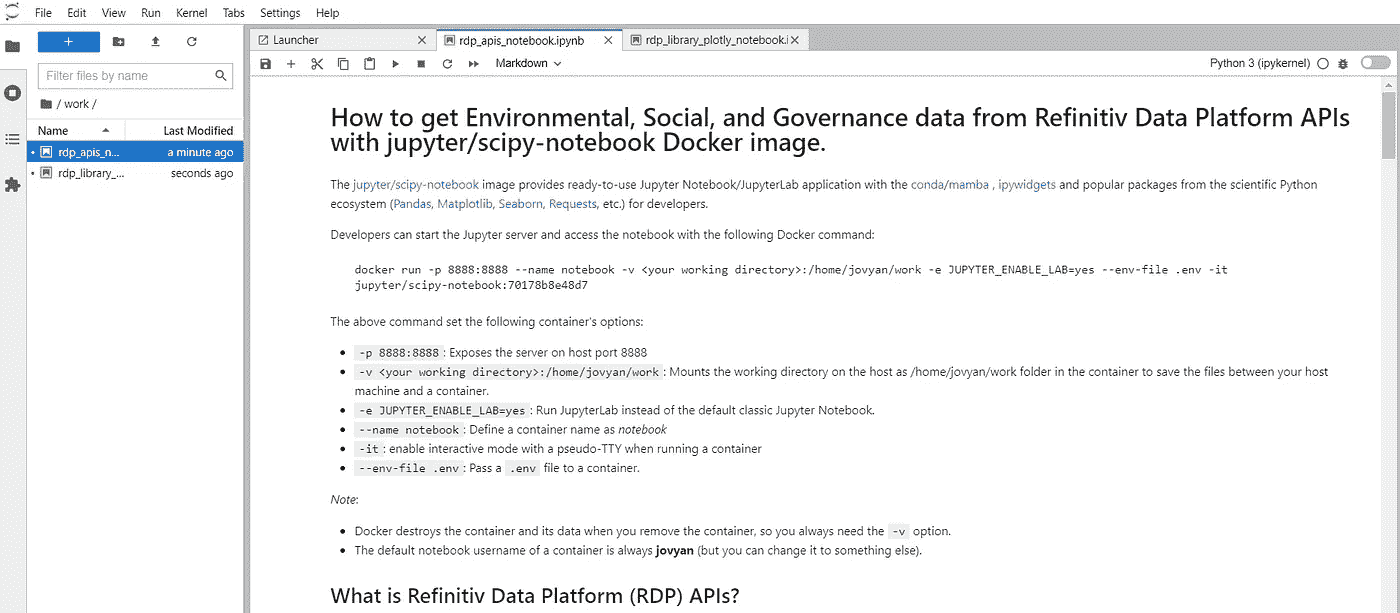 File Edit View Run Kernel Tabs Settings Help
+
Filter files by name
/ work /
Name Last Modified
rdp_apis_n... a minute ago
rdp_library_... seconds ago
Launcher rdp_apis_notebook.ipynb rdp_library_plotly_notebook.i
Markdown Python 3 (ipykernel)
How to get Environmental, Social, and Governance data from Refinitiv Data Platform APIs
with jupyter/scipy-notebook Docker image.
The jupyter/scipy-notebook image provides ready-to-use Jupyter Notebook/JupyterLab application with the conda/mamba , ipywidgets and popular packages from the scientific Python
ecosystem (Pandas, Matplotlib, Seaborn, Requests, etc.) for developers.
Developers can start the Jupyter server and access the notebook with the following Docker command:
docker run -p 8888:8888 --name notebook -v <your working directory>:/home/jovyan/work -e JUPYTER_ENABLE_LAB=yes --env-file .env -it
jupyter/scipy-notebook:70178b8e48d7
The above command set the following container's options:
• -p 8888:8888 : Exposes the server on host port 8888
• -v <your working directory>:/home/jovyan/work : Mounts the working directory on the host as /home/jovyan/work folder in the container to save the files between your host
machine and a container.
• -e JUPYTER_ENABLE_LAB=yes : Run JupyterLab instead of the default classic Jupyter Notebook.
• --name notebook : Define a container name as notebook
• -it : enable interactive mode with a pseudo-TTY when running a container
• --env-file .env : Pass a .env file to a container.
Note:
• Docker destroys the container and its data when you remove the container, so you always need the -v option.
• The default notebook username of a container is always jovyan (but you can change it to something else).
What is Refinitiv Data Platform (RDP) APIs?